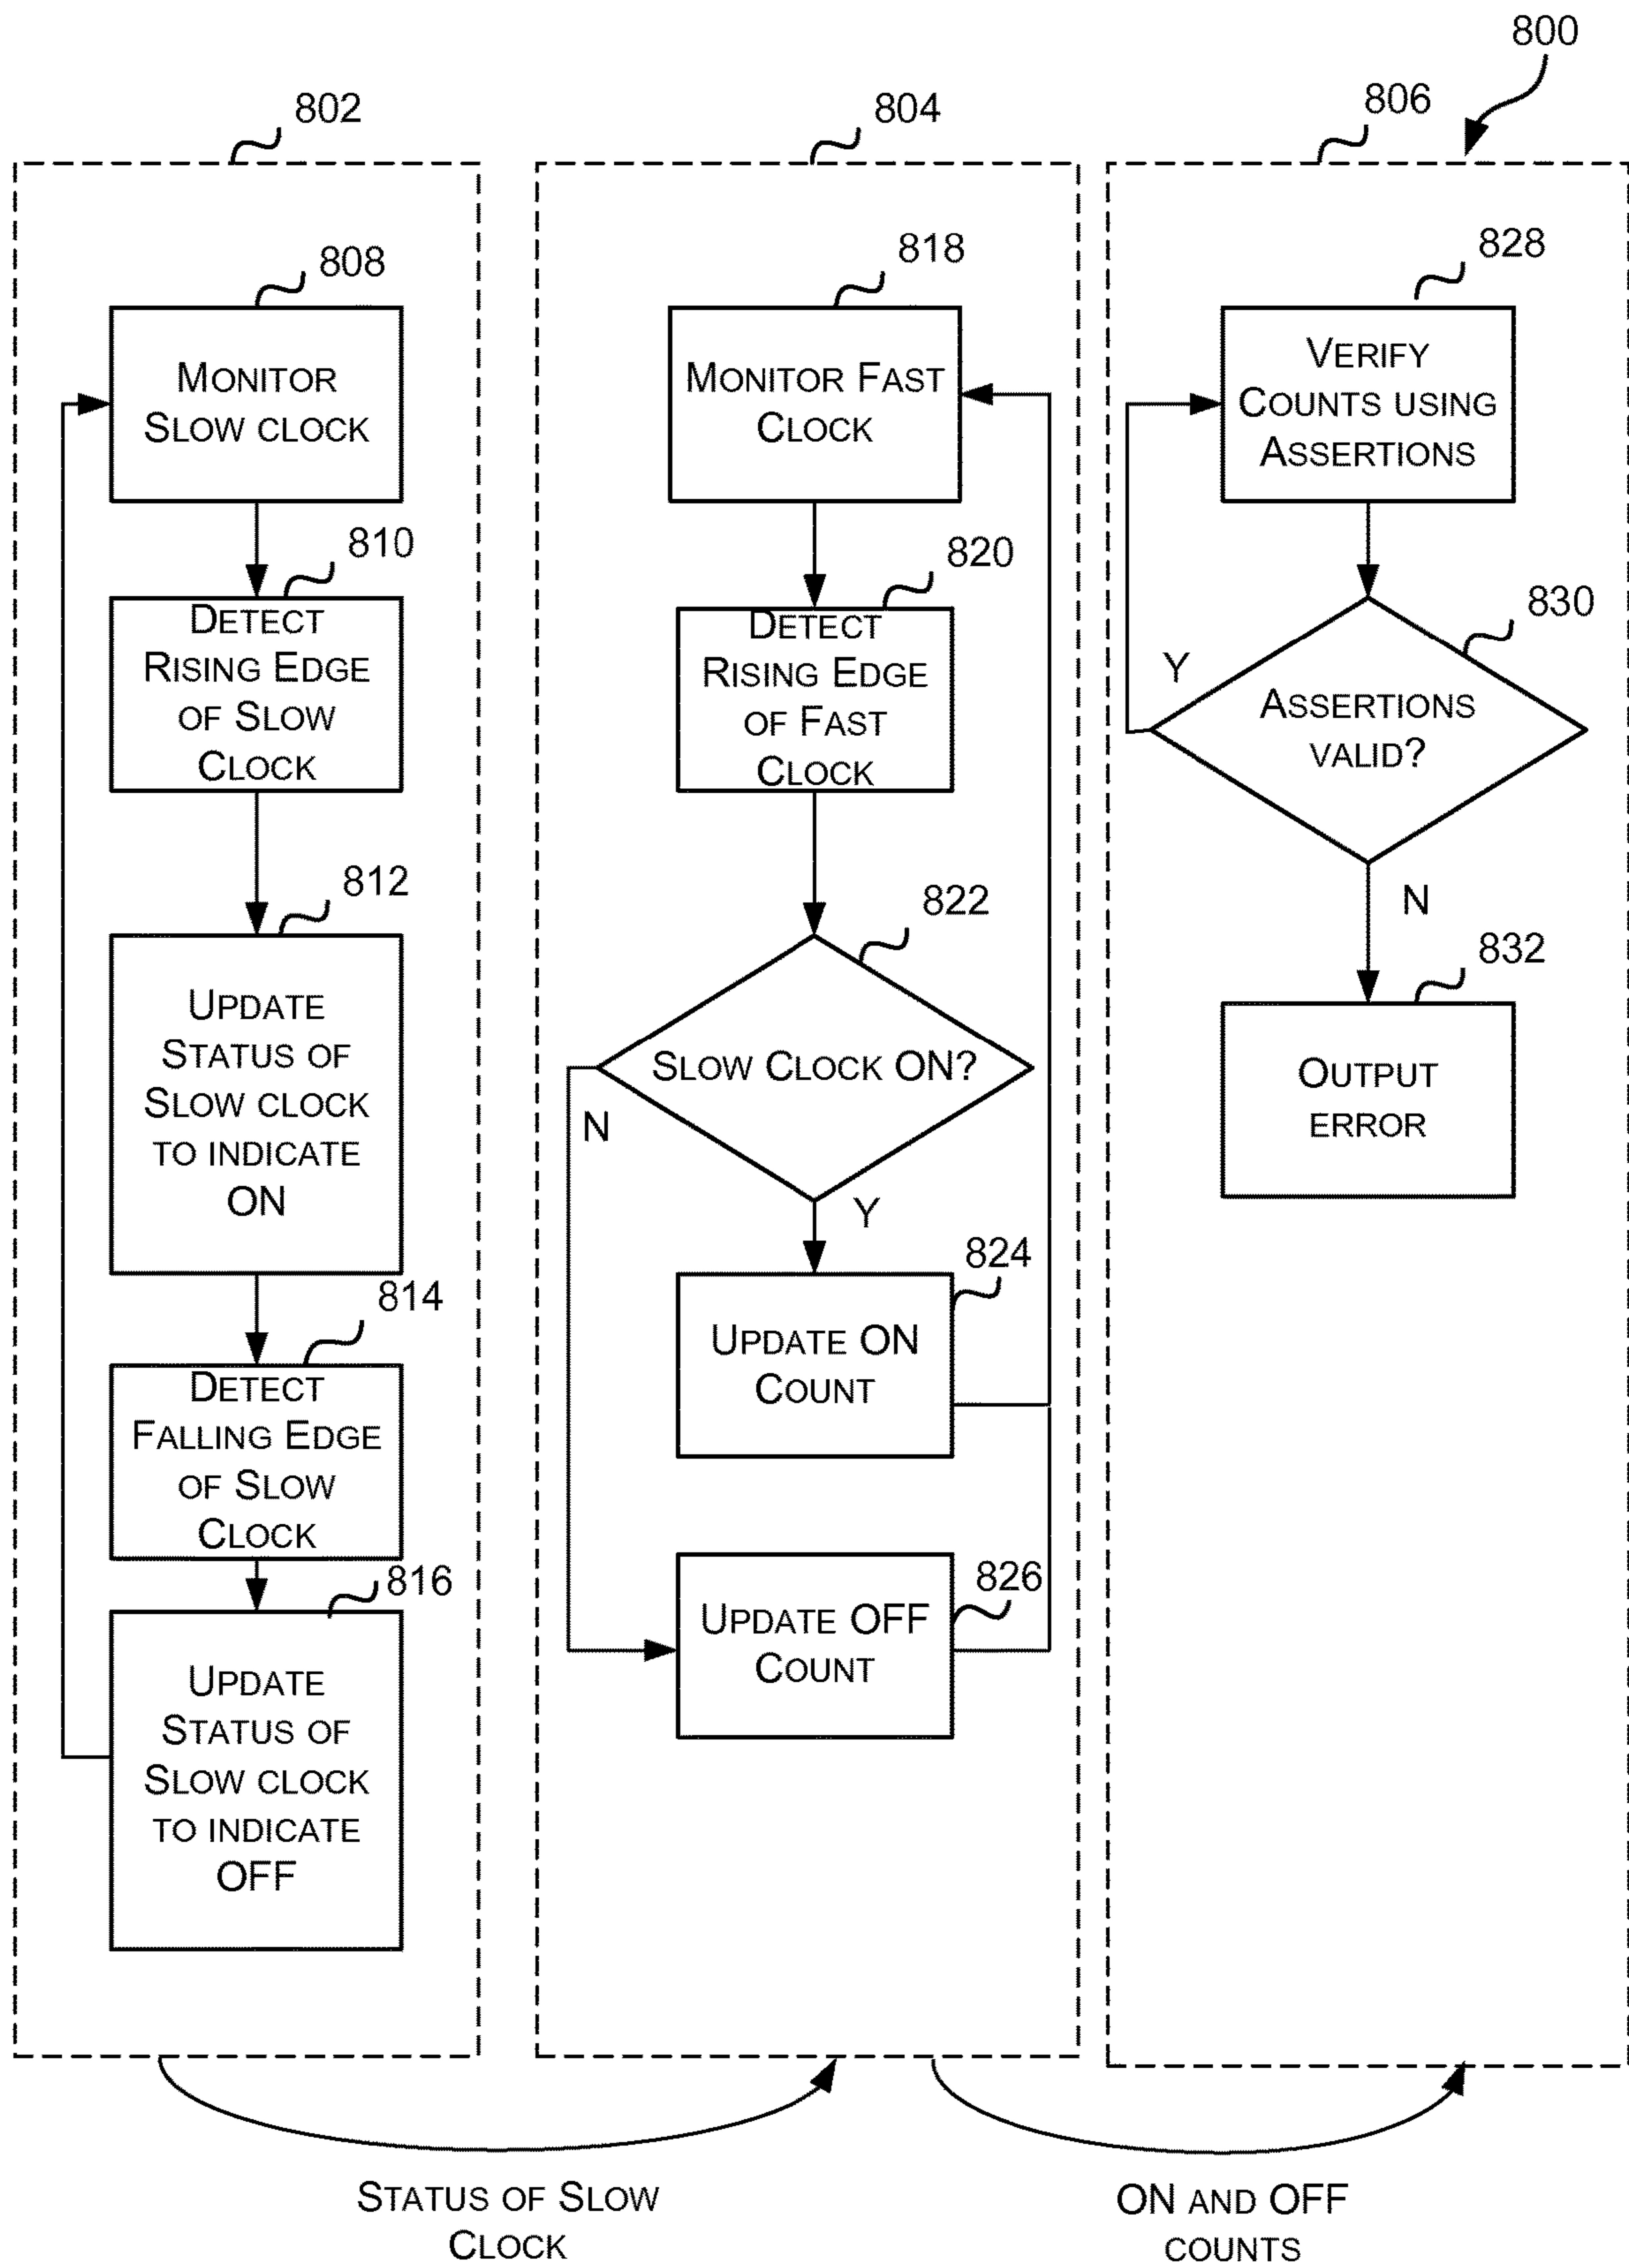 800
802
804
806
808
MONITOR
SLOW CLOCK
810
DETECT
RISING EDGE
OF SLOW
CLOCK
812
UPDATE
STATUS OF
SLOW CLOCK
TO INDICATE
ON
814
DETECT
FALLING EDGE
OF SLOW
CLOCK
816
UPDATE
STATUS OF
SLOW CLOCK
TO INDICATE
OFF
818
MONITOR FAST
CLOCK
820
DETECT
RISING EDGE
OF FAST
CLOCK
822
SLOW CLOCK ON?
N
Y
824
UPDATE ON
COUNT
826
UPDATE OFF
COUNT
828
VERIFY
COUNTS USING
ASSERTIONS
830
Y
ASSERTIONS
VALID?
N
832
OUTPUT
ERROR
STATUS OF SLOW
CLOCK
ON AND OFF
COUNTS